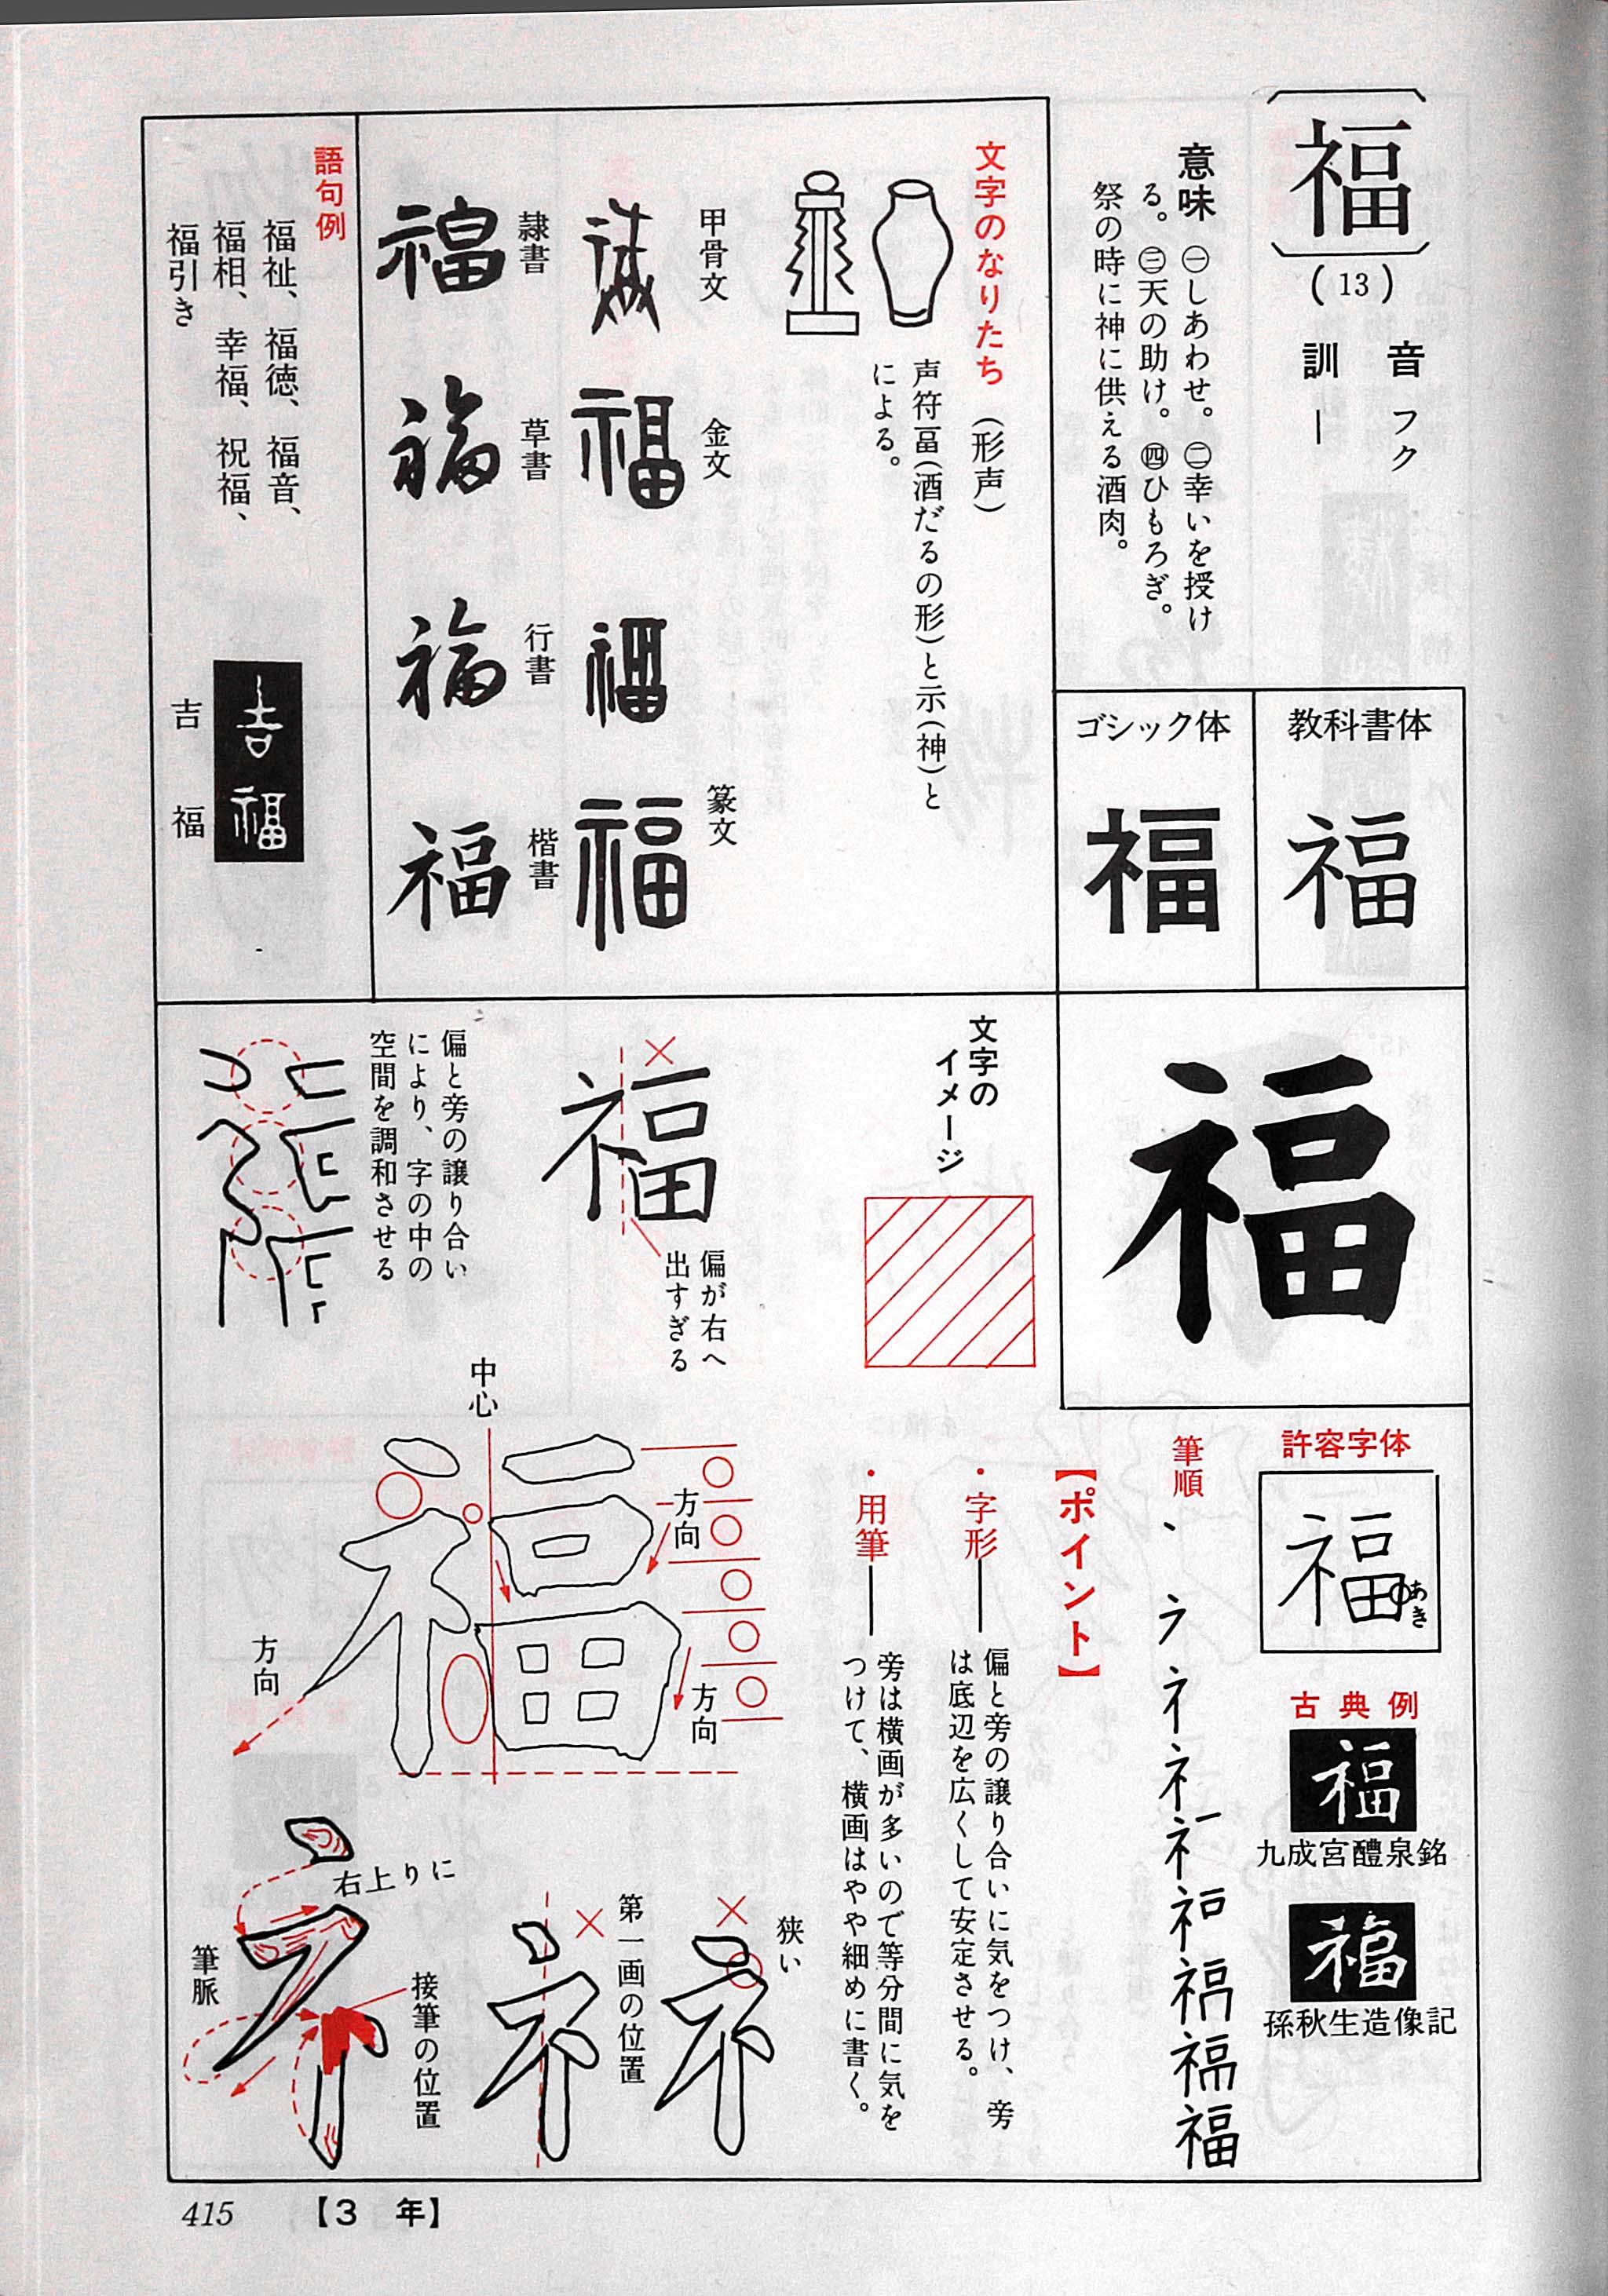 福
(13)
音 フク
訓 ―
意味 ㊀しあわせ。㊁幸いを授け
る。㊂天の助け。㊃ひもろぎ。
祭の時に神に供える酒肉。
教科書体
福
ゴシック体
福
文字のなりたち (形声)
声符畐(酒だるの形)と示(神)と
による。
甲骨文
金文
篆文
福
福
福
隷書
草書
行書
楷書
福
福
福
福
語句例
福祉、福徳、福音、
福相、幸福、祝福、
福引き
吉福
吉福
福
文字の
イメージ
福
偏が右へ
出すぎる
偏と旁の譲り合い
により、字の中の
空間を調和させる
許容字体
福
あき
古典例
福
九成宮醴泉銘
福
孫秋生造像記
筆順
福
【ポイント】
・字形―偏と旁の譲り合いに気をつけ、旁
は底辺を広くして安定させる。
・用筆―旁は横画が多いので等分間に気を
つけて、横画はやや細めに書く。
中心
福
方向
方向
方向
狭い
第一画の位置
右上りに
接筆の位置
筆脈
415 【3年】